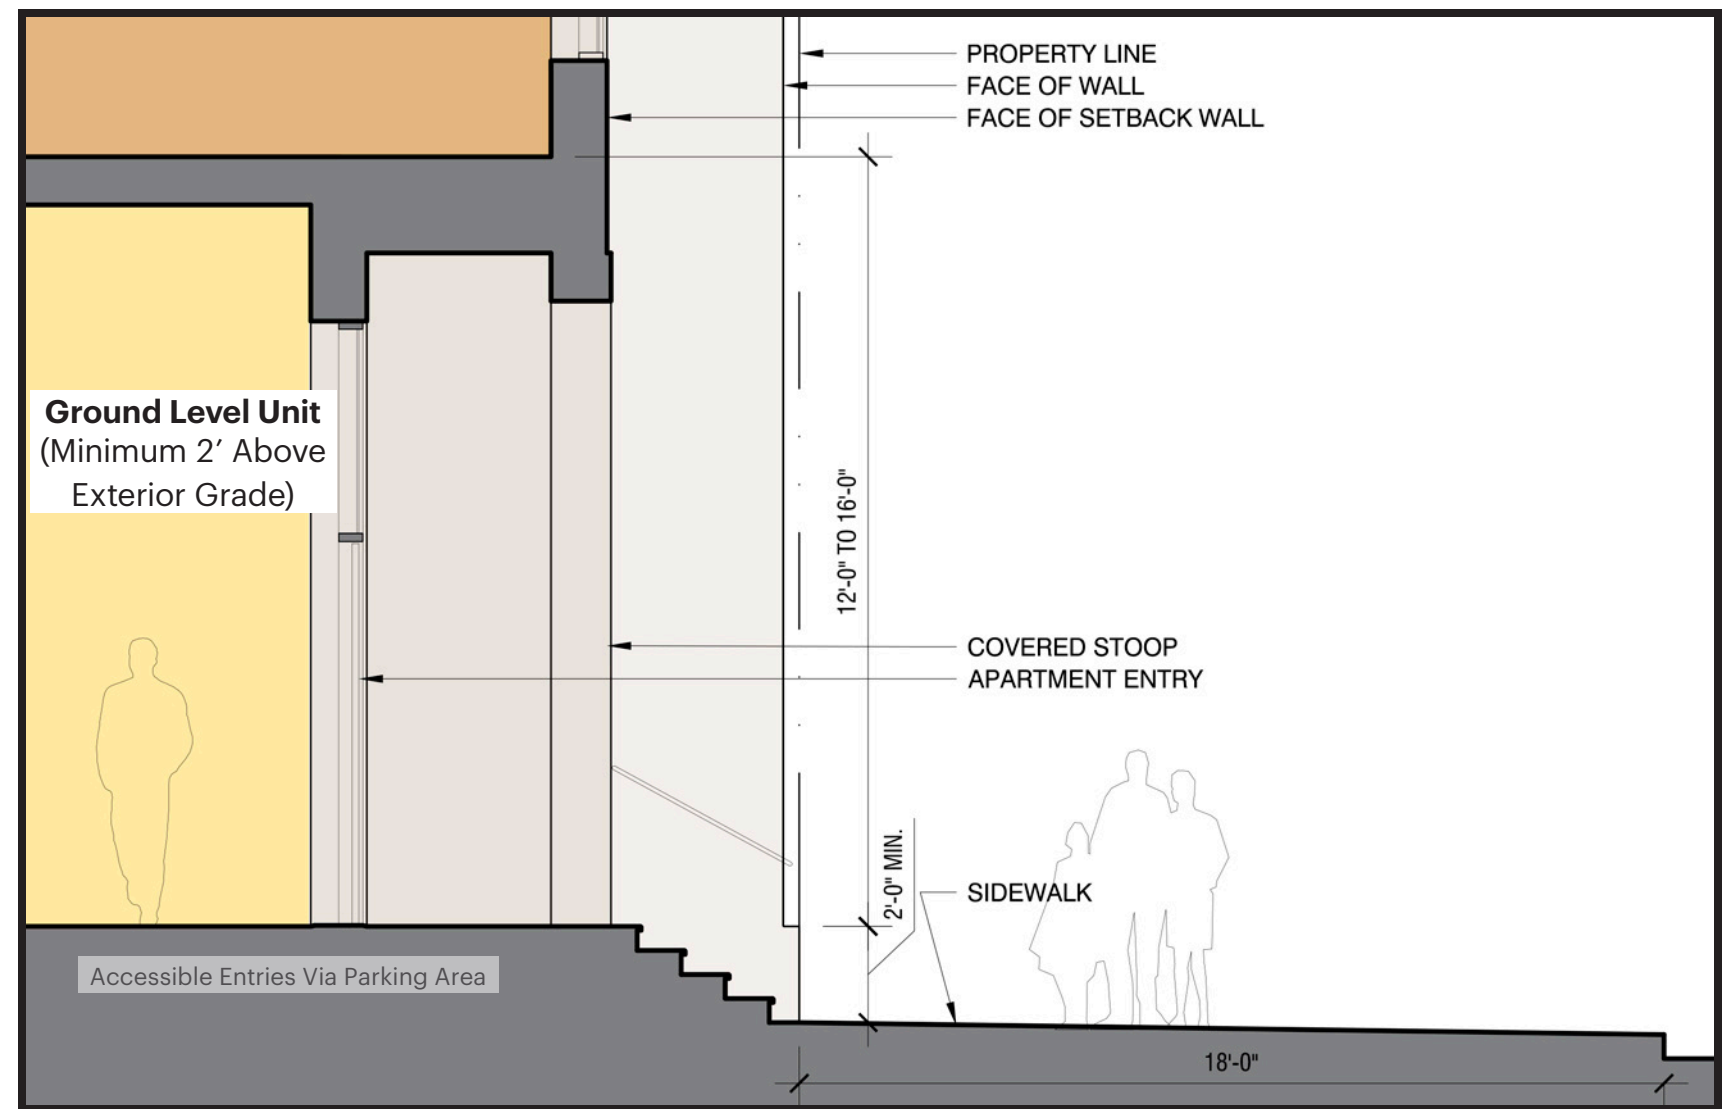 PROPERTY LINE
FACE OF WALL
FACE OF SETBACK WALL
Ground Level Unit
(Minimum 2′ Above
Exterior Grade)
12'-0" TO 16'-0"
COVERED STOOP
APARTMENT ENTRY
2'-0" MIN.
SIDEWALK
Accessible Entries Via Parking Area
18'-0"